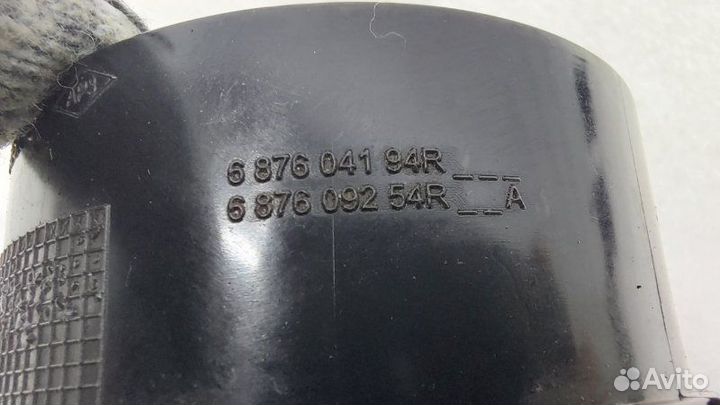 6 876 041 94R _ _ _
6 876 092 54R _ _ A
Avito